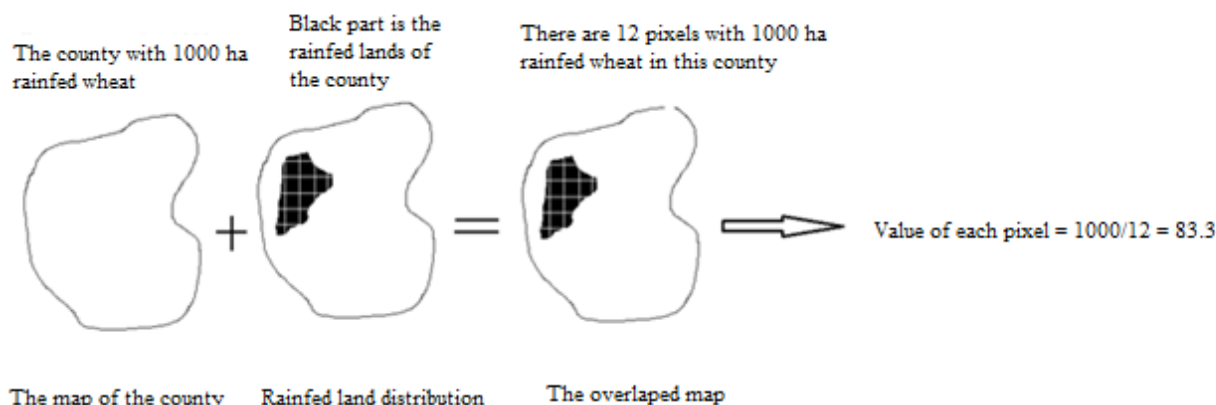 The county with 1000 ha
rainfed wheat
Black part is the
rainfed lands of
the county
There are 12 pixels with 1000 ha
rainfed wheat in this county
Value of each pixel = 1000/12 = 83.3
The map of the county
Rainfed land distribution
The overlaped map